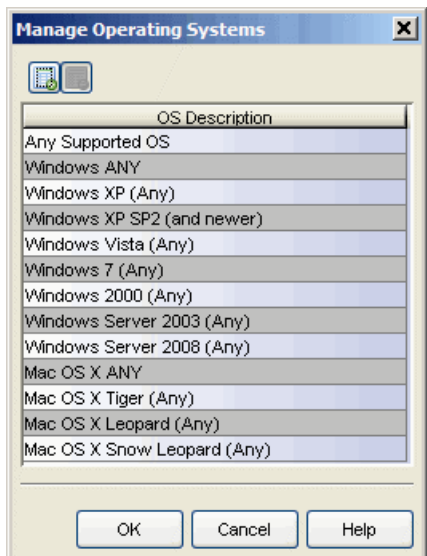 Manage Operating Systems
OS Description
Any Supported OS
Windows ANY
Windows XP (Any)
Windows XP SP2 (and newer)
Windows Vista (Any)
Windows 7 (Any)
Windows 2000 (Any)
Windows Server 2003 (Any)
Windows Server 2008 (Any)
Mac OS X ANY
Mac OS X Tiger (Any)
Mac OS X Leopard (Any)
Mac OS X Snow Leopard (Any)
OK Cancel Help